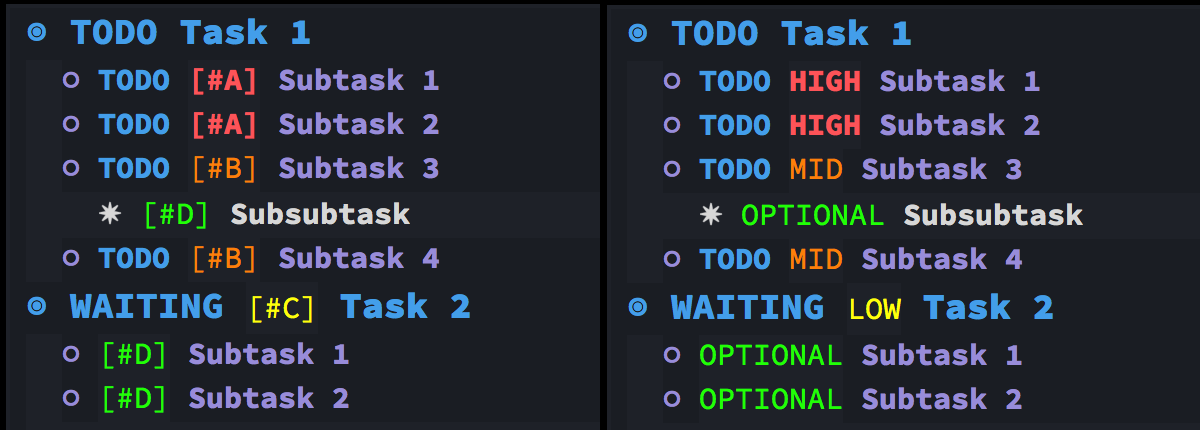 TODO Task 1
TODO [#A] Subtask 1
TODO [#A] Subtask 2
TODO [#B] Subtask 3
[#D] Subsubtask
TODO [#B] Subtask 4
WAITING [#C] Task 2
[#D] Subtask 1
[#D] Subtask 2
TODO Task 1
TODO HIGH Subtask 1
TODO HIGH Subtask 2
TODO MID Subtask 3
OPTIONAL Subsubtask
TODO MID Subtask 4
WAITING LOW Task 2
OPTIONAL Subtask 1
OPTIONAL Subtask 2